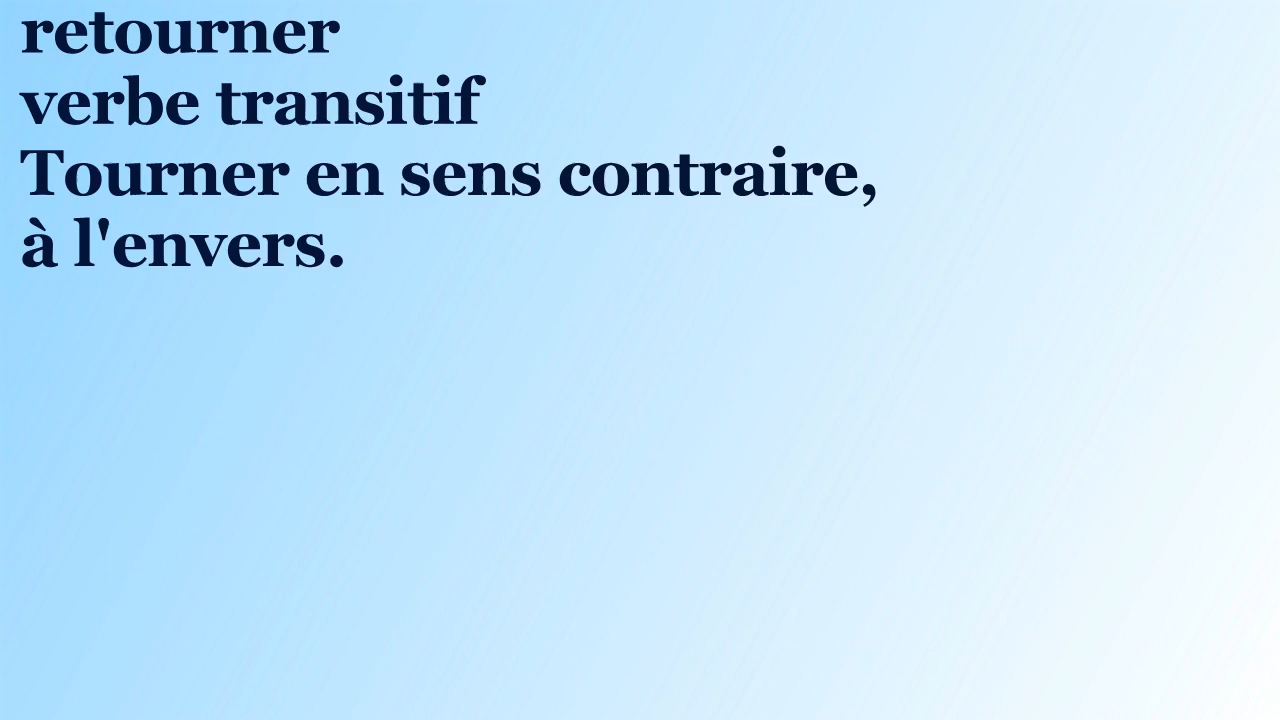 retourner
verbe transitif
Tourner en sens contraire,
à l'envers.